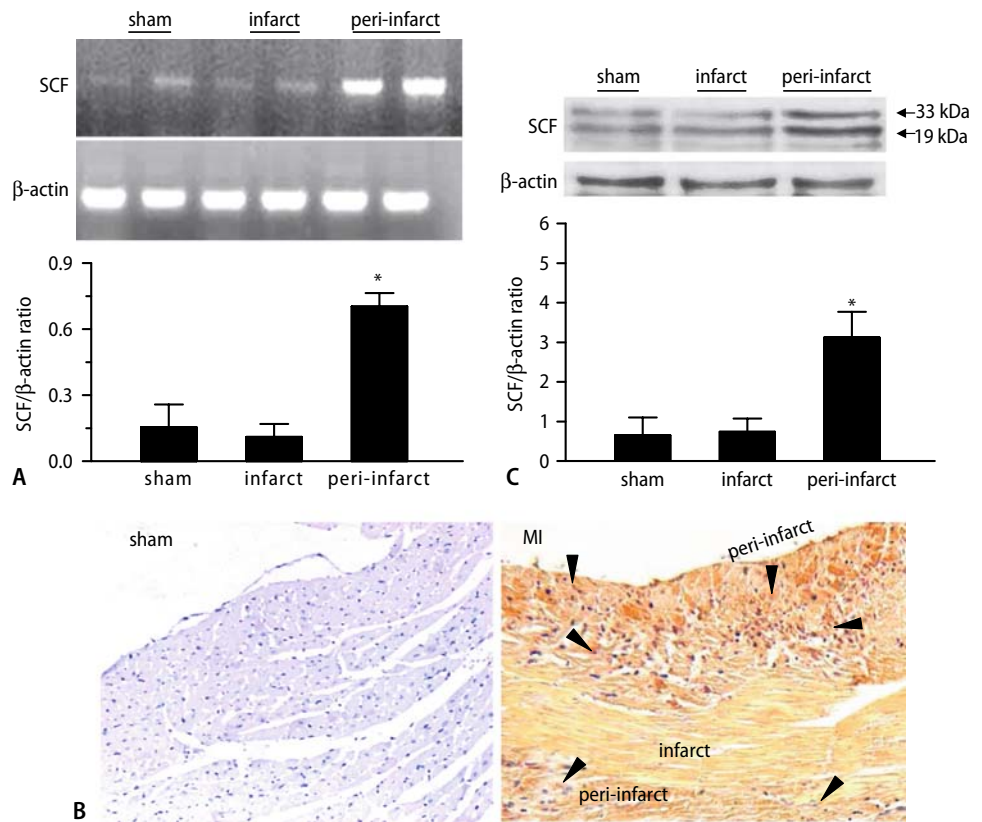 sham infarct peri-infarct
SCF
β-actin
0.9
0.6
0.3
0.0
SCF/β-actin ratio
*
sham infarct peri-infarct
A
sham infarct peri-infarct
SCF
33 kDa
19 kDa
β-actin
6
5
4
3
2
1
0
SCF/β-actin ratio
*
sham infarct peri-infarct
C
sham
B
MI
peri-infarct
infarct
peri-infarct